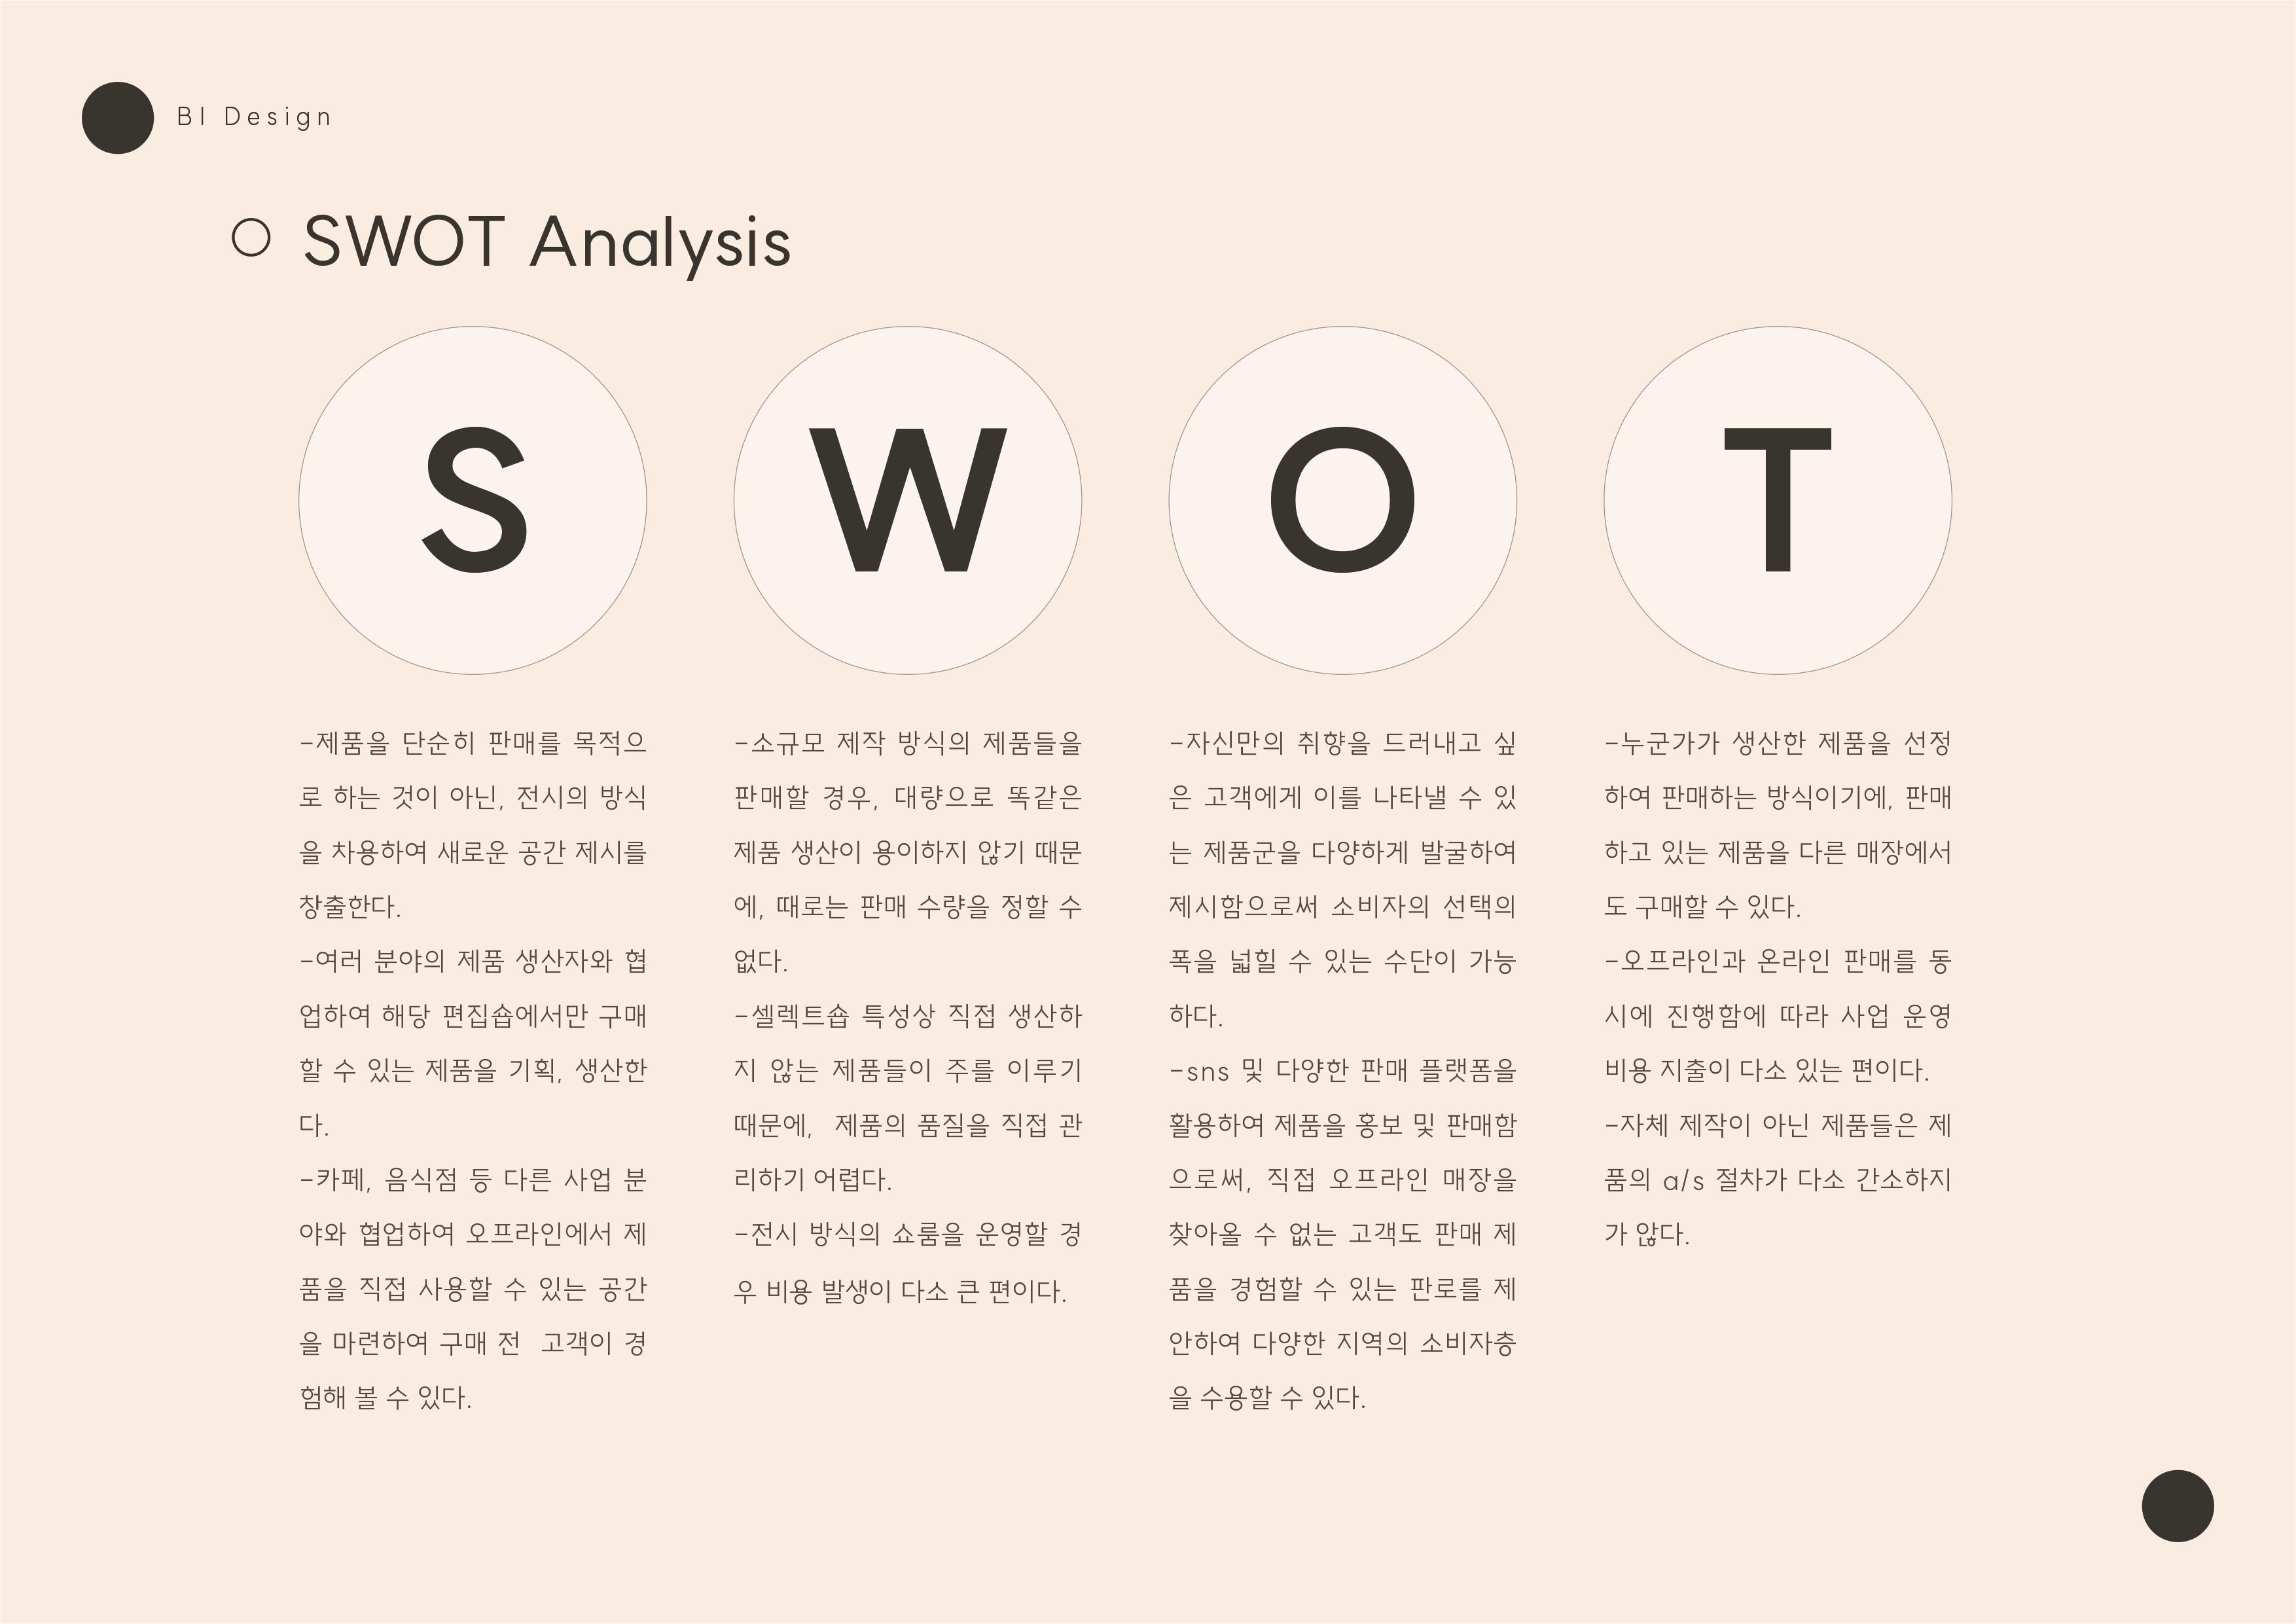 BI Design
SWOT Analysis
S
W
O
T
-제품을 단순히 판매를 목적으
로 하는 것이 아닌, 전시의 방식
을 차용하여 새로운 공간 제시를
창출한다.
-여러 분야의 제품 생산자와 협
업하여 해당 편집숍에서만 구매
할 수 있는 제품을 기획, 생산한
다.
-카페, 음식점 등 다른 사업 분
야와 협업하여 오프라인에서 제
품을 직접 사용할 수 있는 공간
을 마련하여 구매 전 고객이 경
험해 볼 수 있다.
-소규모 제작 방식의 제품들을
판매할 경우, 대량으로 똑같은
제품 생산이 용이하지 않기 때문
에, 때로는 판매 수량을 정할 수
없다.
-셀렉트숍 특성상 직접 생산하
지 않는 제품들이 주를 이루기
때문에, 제품의 품질을 직접 관
리하기 어렵다.
-전시 방식의 쇼룸을 운영할 경
우 비용 발생이 다소 큰 편이다.
-자신만의 취향을 드러내고 싶
은 고객에게 이를 나타낼 수 있
는 제품군을 다양하게 발굴하여
제시함으로써 소비자의 선택의
폭을 넓힐 수 있는 수단이 가능
하다.
-sns 및 다양한 판매 플랫폼을
활용하여 제품을 홍보 및 판매함
으로써, 직접 오프라인 매장을
찾아올 수 없는 고객도 판매 제
품을 경험할 수 있는 판로를 제
안하여 다양한 지역의 소비자층
을 수용할 수 있다.
-누군가가 생산한 제품을 선정
하여 판매하는 방식이기에, 판매
하고 있는 제품을 다른 매장에서
도 구매할 수 있다.
-오프라인과 온라인 판매를 동
시에 진행함에 따라 사업 운영
비용 지출이 다소 있는 편이다.
-자체 제작이 아닌 제품들은 제
품의 a/s 절차가 다소 간소하지
가 않다.